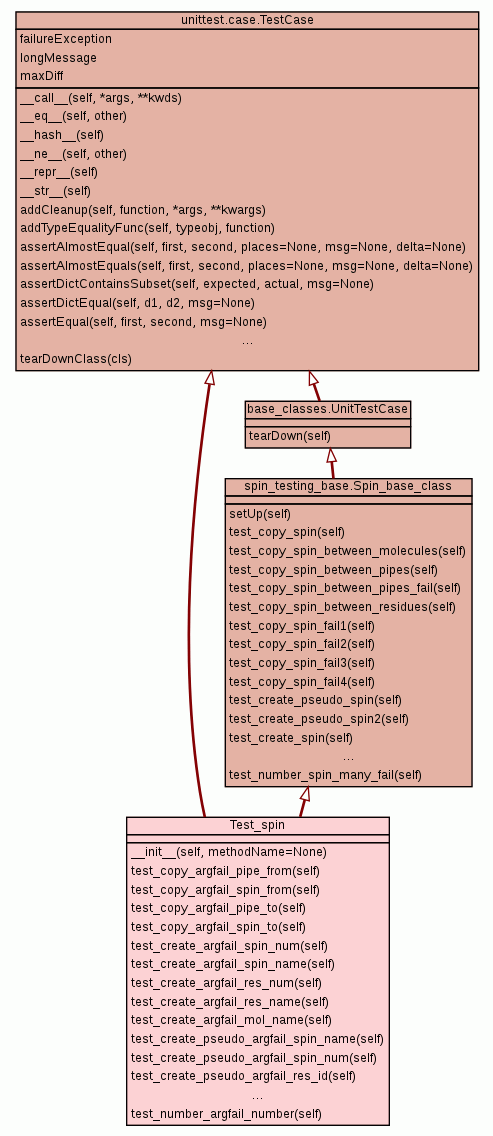 unittest.case.TestCase
failureException
longMessage
maxDiff
__call__(self, *args, **kwds)
__eq__(self, other)
__hash__(self)
__ne__(self, other)
__repr__(self)
__str__(self)
addCleanup(self, function, *args, **kwargs)
addTypeEqualityFunc(self, typeobj, function)
assertAlmostEqual(self, first, second, places=None, msg=None, delta=None)
assertAlmostEquals(self, first, second, places=None, msg=None, delta=None)
assertDictContainsSubset(self, expected, actual, msg=None)
assertDictEqual(self, d1, d2, msg=None)
assertEqual(self, first, second, msg=None)
...
tearDownClass(cls)
base_classes.UnitTestCase
tearDown(self)
spin_testing_base.Spin_base_class
setUp(self)
test_copy_spin(self)
test_copy_spin_between_molecules(self)
test_copy_spin_between_pipes(self)
test_copy_spin_between_pipes_fail(self)
test_copy_spin_between_residues(self)
test_copy_spin_fail1(self)
test_copy_spin_fail2(self)
test_copy_spin_fail3(self)
test_copy_spin_fail4(self)
test_create_pseudo_spin(self)
test_create_pseudo_spin2(self)
test_create_spin(self)
...
test_number_spin_many_fail(self)
Test_spin
__init__(self, methodName=None)
test_copy_argfail_pipe_from(self)
test_copy_argfail_spin_from(self)
test_copy_argfail_pipe_to(self)
test_copy_argfail_spin_to(self)
test_create_argfail_spin_num(self)
test_create_argfail_spin_name(self)
test_create_argfail_res_num(self)
test_create_argfail_res_name(self)
test_create_argfail_mol_name(self)
test_create_pseudo_argfail_spin_name(self)
test_create_pseudo_argfail_spin_num(self)
test_create_pseudo_argfail_res_id(self)
...
test_number_argfail_number(self)